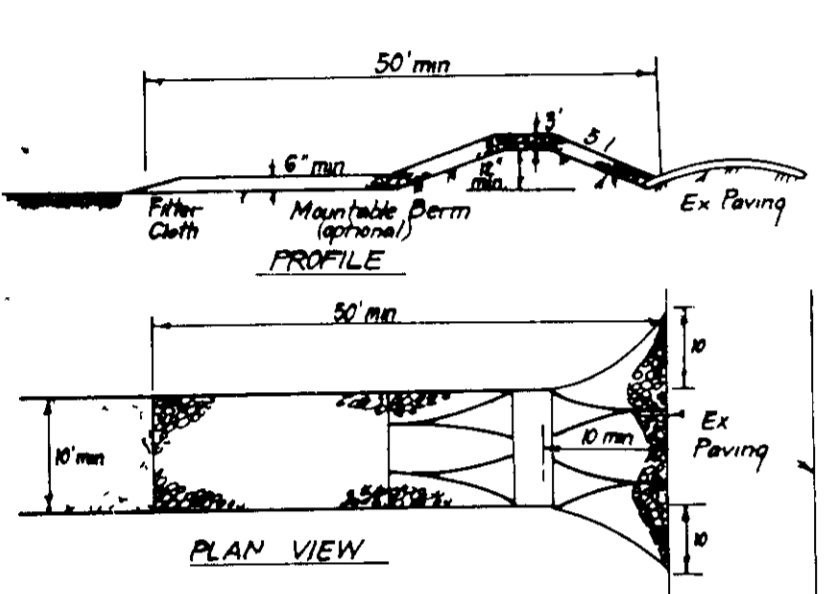 50' min
3'
5 /
6" min
12"
min
Filter
Cloth
Mountable Berm
(optional)
Ex Paving
PROFILE
50' min
10
10' min
10 min
Ex
Paving
10
PLAN VIEW